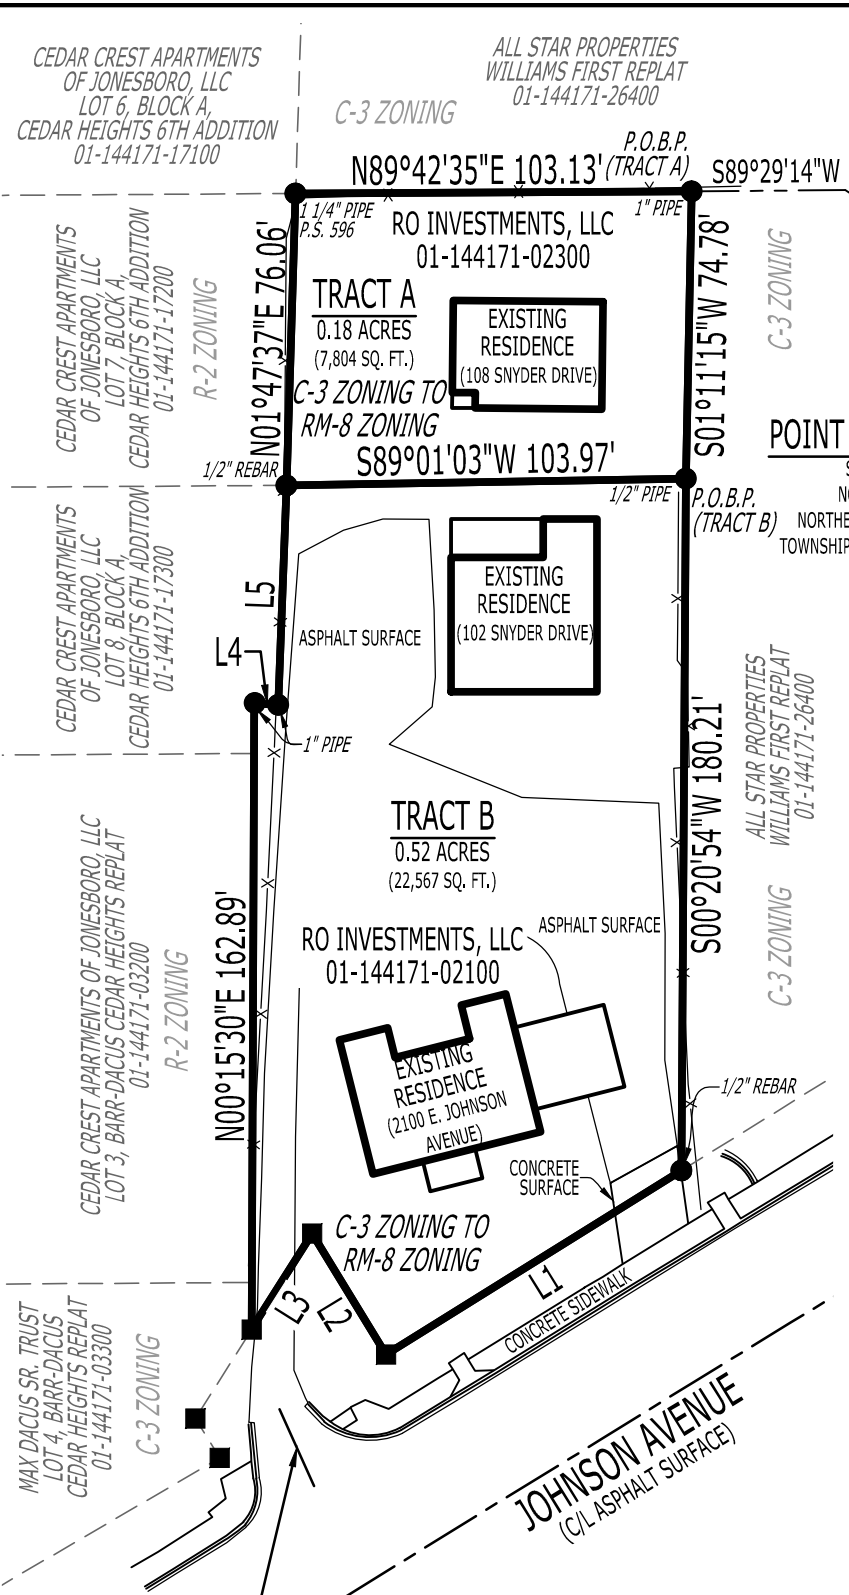 CEDAR CREST APARTMENTS
OF JONESBORO, LLC
LOT 6, BLOCK A,
CEDAR HEIGHTS 6TH ADDITION
01-144171-17100
ALL STAR PROPERTIES
WILLIAMS FIRST REPLAT
01-144171-26400
C-3 ZONING
P.O.B.P.
(TRACT A)
N89°42'35"E 103.13'
S89°29'14"W
1 1/4" PIPE
P.S. 596
1" PIPE
RO INVESTMENTS, LLC
01-144171-02300
TRACT A
0.18 ACRES
(7,804 SQ. FT.)
C-3 ZONING TO
RM-8 ZONING
EXISTING
RESIDENCE
(108 SNYDER DRIVE)
N01°47'37"E 76.06'
S01°11'15"W 74.78'
C-3 ZONING
CEDAR CREST APARTMENTS
OF JONESBORO, LLC
LOT 7, BLOCK A,
CEDAR HEIGHTS 6TH ADDITION
01-144171-17200
R-2 ZONING
S89°01'03"W 103.97'
1/2" REBAR
1/2" PIPE
P.O.B.P.
(TRACT B)
POINT
S
NO
NORTHE
TOWNSHIP
CEDAR CREST APARTMENTS
OF JONESBORO, LLC
LOT 8, BLOCK A,
CEDAR HEIGHTS 6TH ADDITION
01-144171-17300
L5
L4
1" PIPE
ASPHALT SURFACE
EXISTING
RESIDENCE
(102 SNYDER DRIVE)
S00°20'54"W 180.21'
ALL STAR PROPERTIES
WILLIAMS FIRST REPLAT
01-144171-26400
C-3 ZONING
TRACT B
0.52 ACRES
(22,567 SQ. FT.)
RO INVESTMENTS, LLC
01-144171-02100
ASPHALT SURFACE
CEDAR CREST APARTMENTS OF JONESBORO, LLC
LOT 3, BARR-DACUS CEDAR HEIGHTS REPLAT
01-144171-03200
R-2 ZONING
N00°15'30"E 162.89'
EXISTING
RESIDENCE
(2100 E. JOHNSON
AVENUE)
1/2" REBAR
CONCRETE
SURFACE
C-3 ZONING TO
RM-8 ZONING
L1
L2
L3
CONCRETE SIDEWALK
MAX DACUS SR. TRUST
LOT 4, BARR-DACUS
CEDAR HEIGHTS REPLAT
01-144171-03300
C-3 ZONING
JOHNSON AVENUE
(C/L ASPHALT SURFACE)